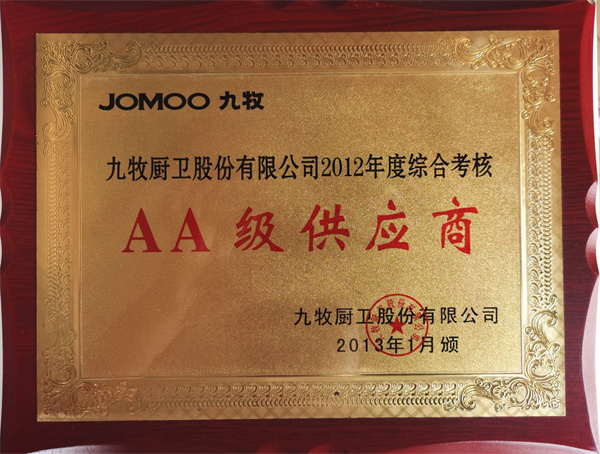 JOMOO 九牧
九牧厨卫股份有限公司2012年度综合考核
AA级供应商
九牧厨卫股份有限公司
2013年1月颁